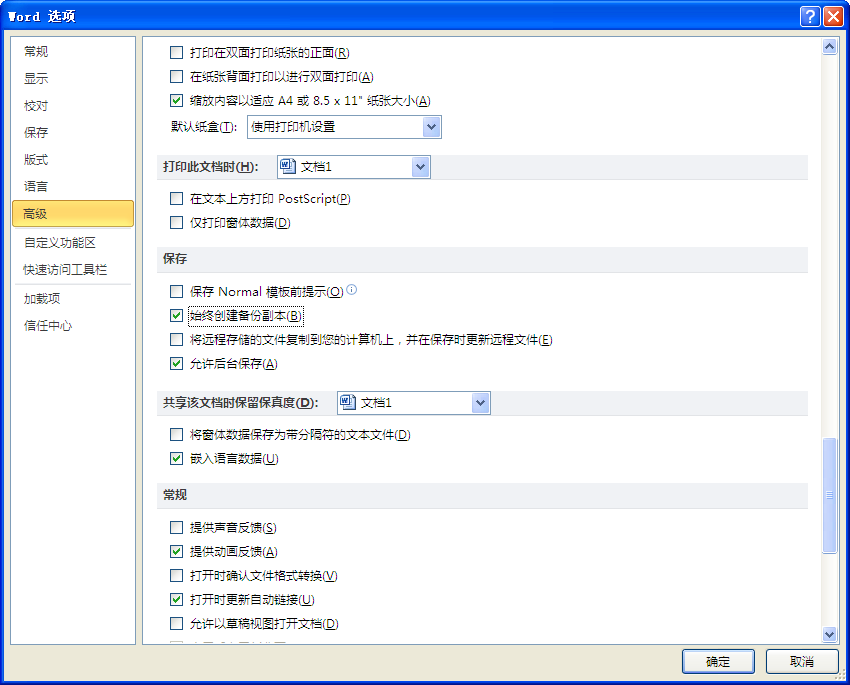 Word 选项
常规
显示
校对
保存
版式
语言
高级
自定义功能区
快速访问工具栏
加载项
信任中心
打印在双面打印纸张的正面(R)
在纸张背面打印以进行双面打印(A)
缩放内容以适应 A4 或 8.5 x 11" 纸张大小(A)
默认纸盒(T): 使用打印机设置
打印此文档时(H): 文档1
在文本上方打印 PostScript(P)
仅打印窗体数据(D)
保存
保存 Normal 模板前提示(O)
始终创建备份副本(B)
将远程存储的文件复制到您的计算机上，并在保存时更新远程文件(E)
允许后台保存(A)
共享该文档时保留保真度(D): 文档1
将窗体数据保存为带分隔符的文本文件(D)
嵌入语言数据(U)
常规
提供声音反馈(S)
提供动画反馈(A)
打开时确认文件格式转换(V)
打开时更新自动链接(U)
允许以草稿视图打开文档(D)
确定
取消